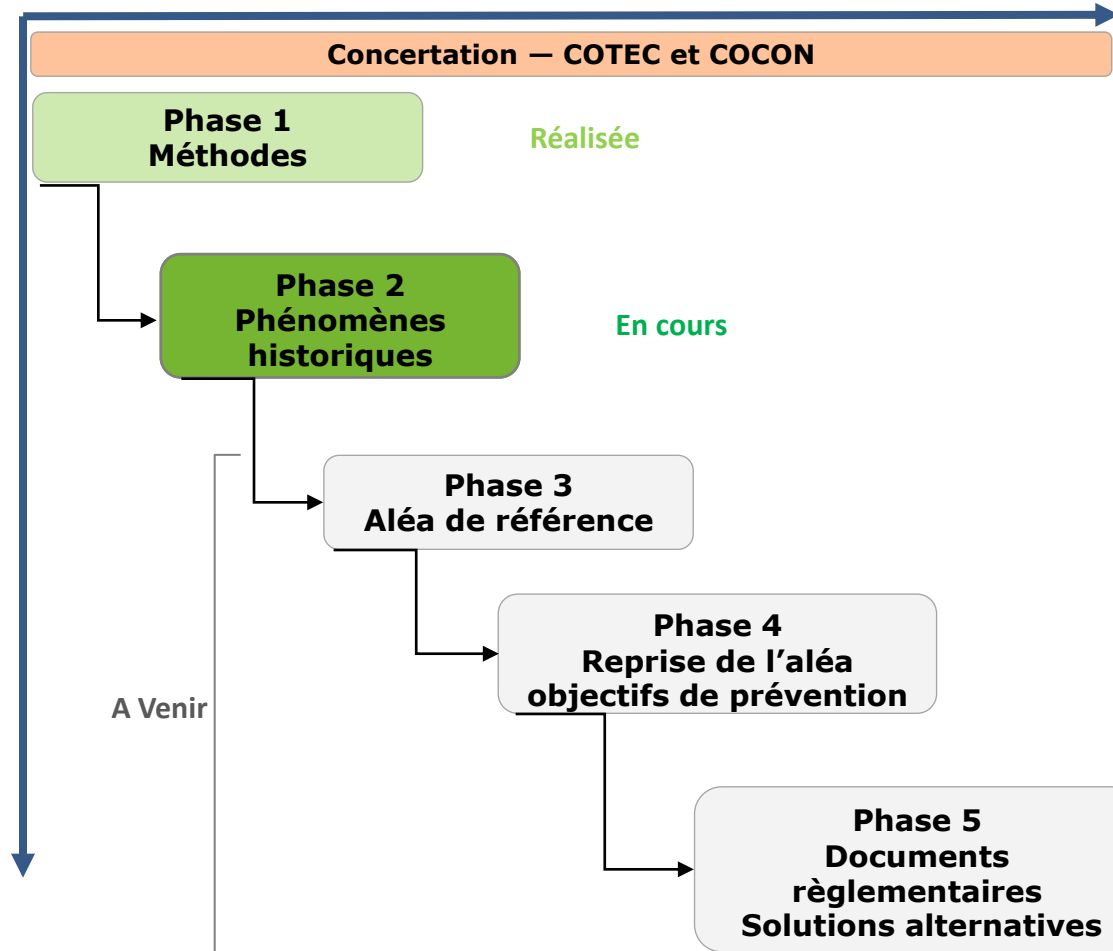 Concertation — COTEC et COCON
Phase 1
Méthodes
Réalisée
Phase 2
Phénomènes
historiques
En cours
Phase 3
Aléa de référence
Phase 4
Reprise de l’aléa
objectifs de prévention
A Venir
Phase 5
Documents
règlementaires
Solutions alternatives